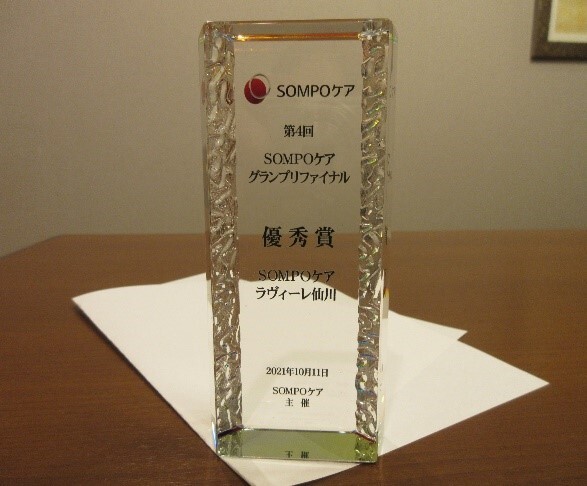 SOMPOケア
第4回
SOMPOケア
グランプリファイナル
優秀賞
SOMPOケア
ラヴィーレ仙川
2021年10月11日
SOMPOケア
主 催